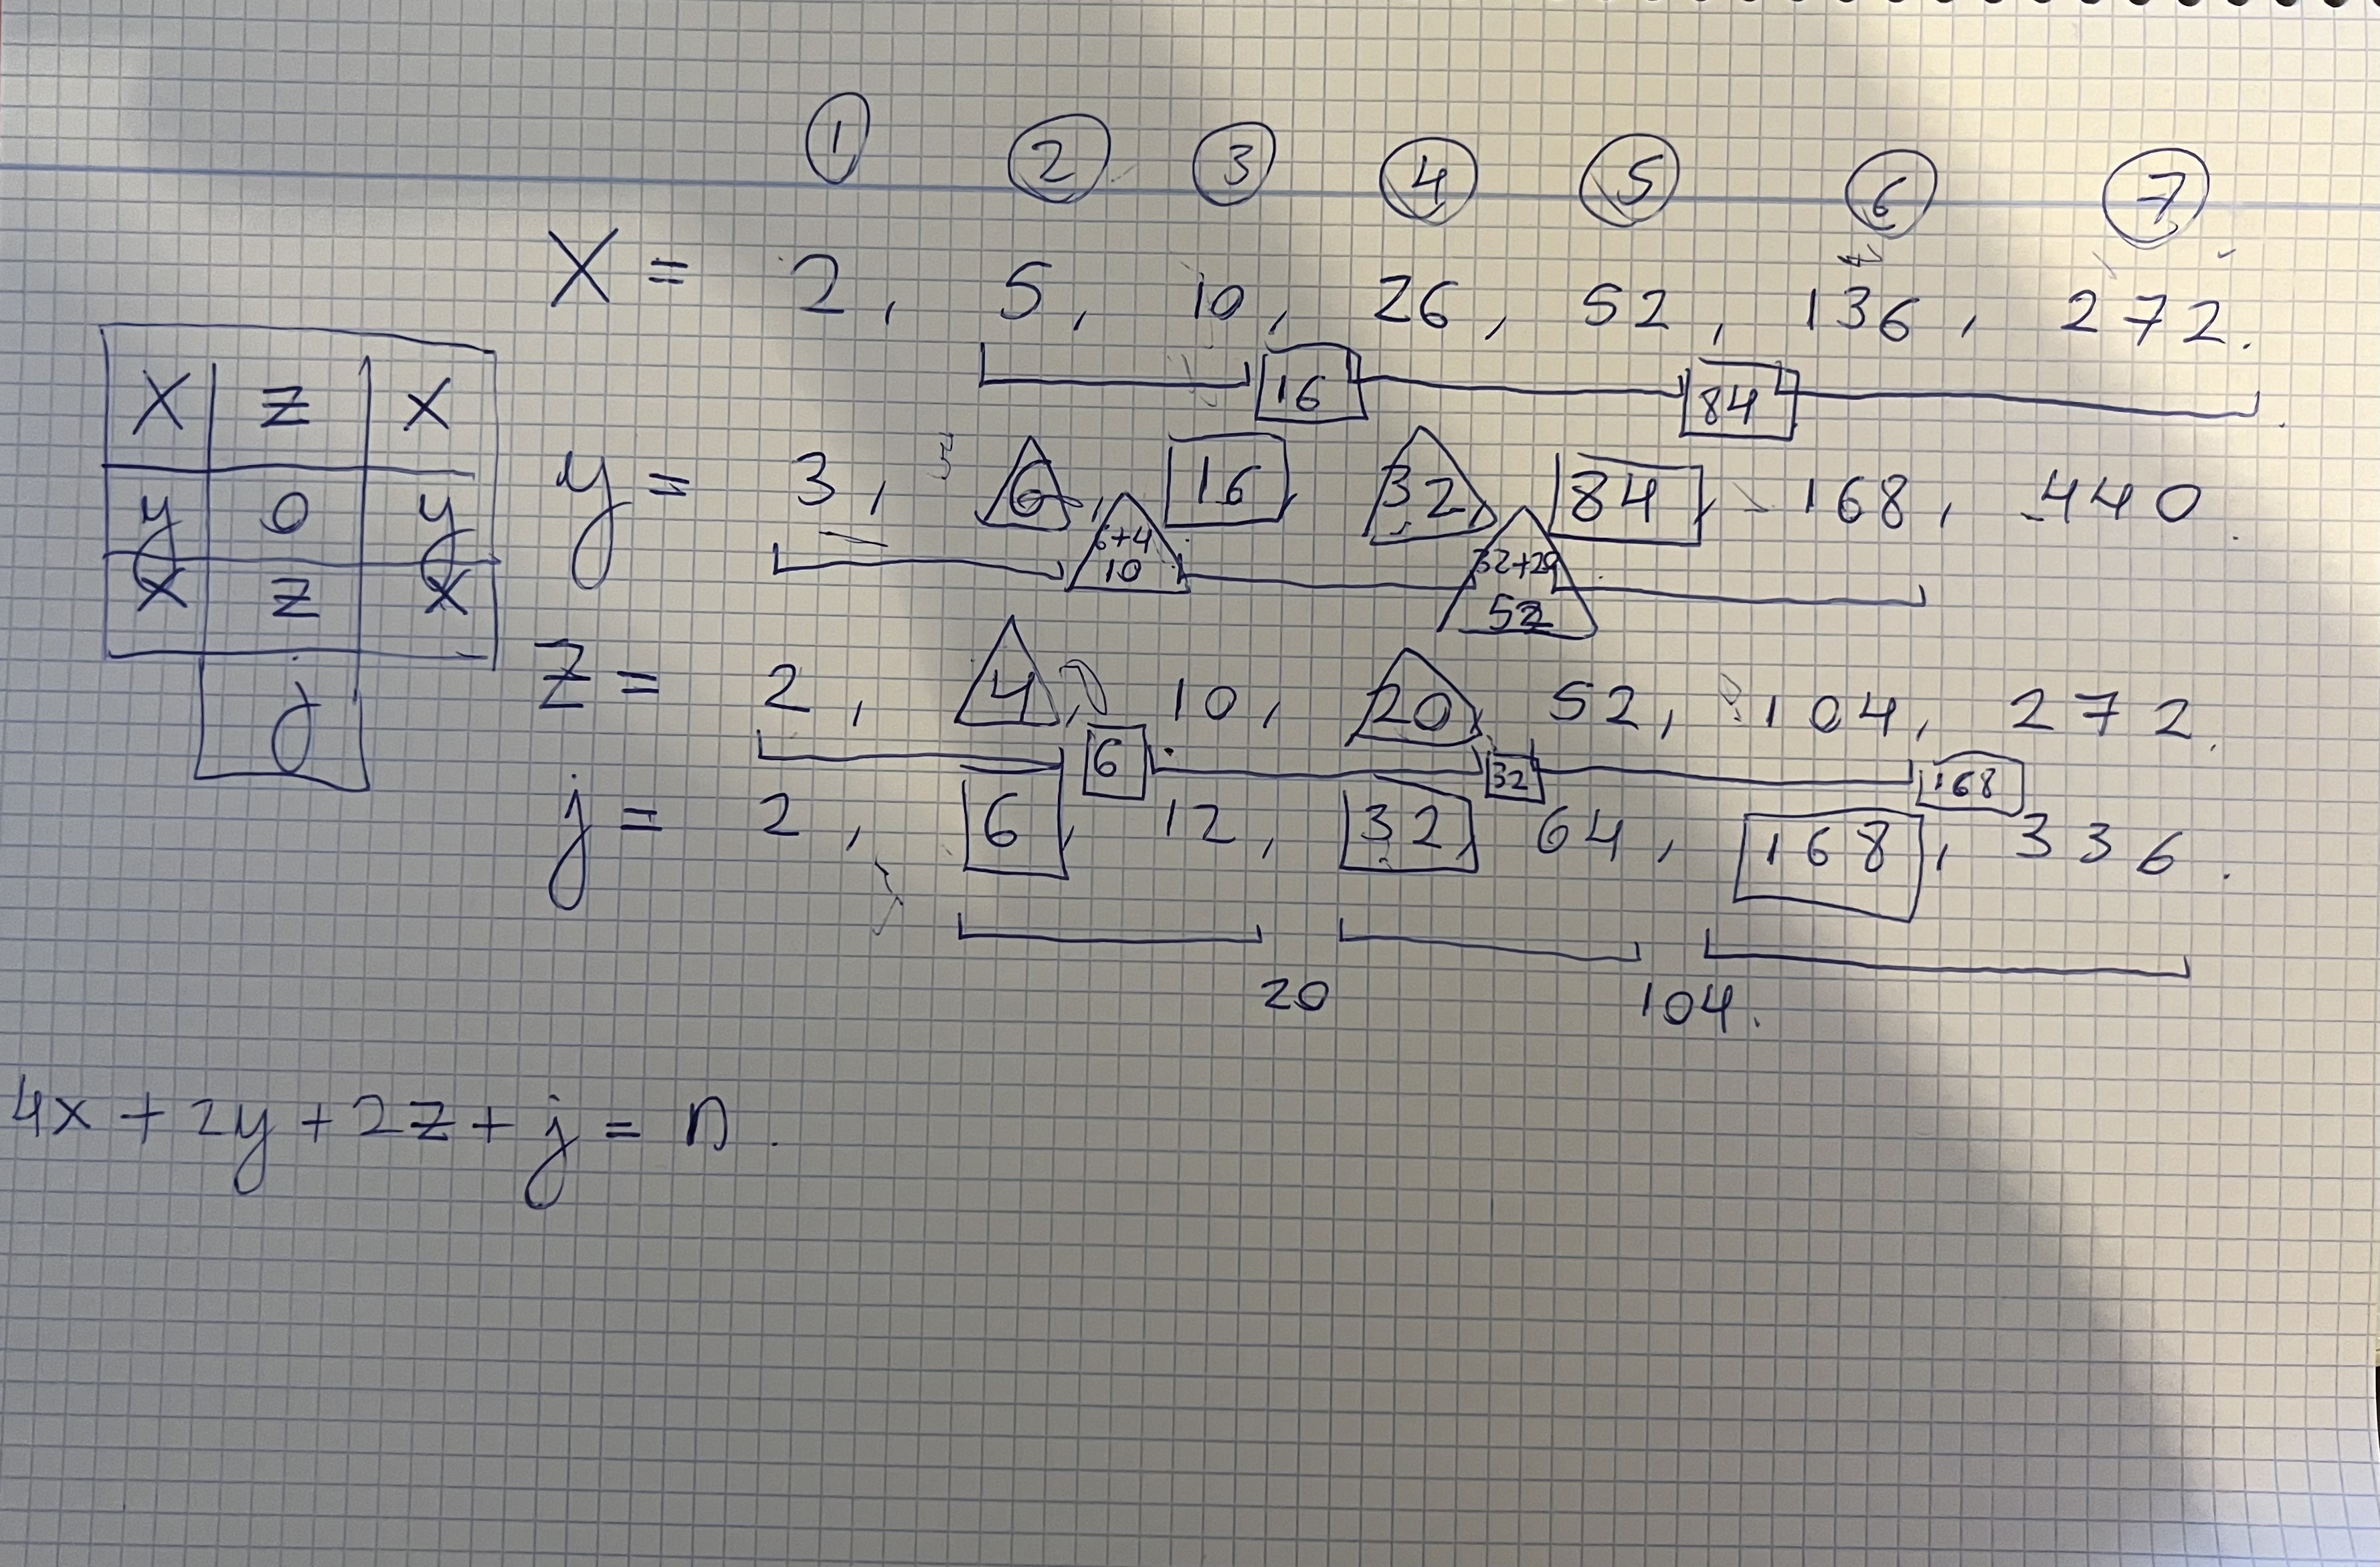 1 2 3 4 5 6 7
X = 2, 5, 10, 26, 52, 136, 272.
16 84
X Z X
y = 3, 6, 16, 32, 84, 168, 440
y 0 y
6+4 32+20
10 52
X Z X
Z = 2, 4, 10, 20, 52, 104, 272.
6 32 168
j
j = 2, 6, 12, 32, 64, 168, 336.
20 104.
4x + 2y + 2z + j = n.